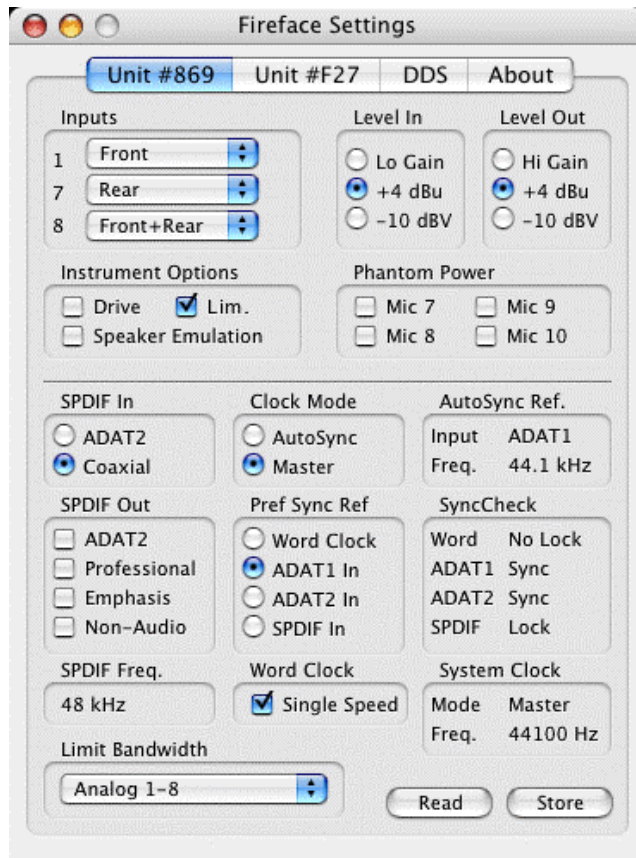 Fireface Settings
Unit #869 Unit #F27 DDS About
Inputs
1 Front
7 Rear
8 Front+Rear
Level In
Lo Gain
+4 dBu
-10 dBV
Level Out
Hi Gain
+4 dBu
-10 dBV
Instrument Options
Drive Lim.
Speaker Emulation
Phantom Power
Mic 7 Mic 9
Mic 8 Mic 10
SPDIF In
ADAT2
Coaxial
Clock Mode
AutoSync
Master
AutoSync Ref.
Input ADAT1
Freq. 44.1 kHz
SPDIF Out
ADAT2
Professional
Emphasis
Non-Audio
Pref Sync Ref
Word Clock
ADAT1 In
ADAT2 In
SPDIF In
SyncCheck
Word No Lock
ADAT1 Sync
ADAT2 Sync
SPDIF Lock
SPDIF Freq.
48 kHz
Word Clock
Single Speed
System Clock
Mode Master
Freq. 44100 Hz
Limit Bandwidth
Analog 1-8
Read Store